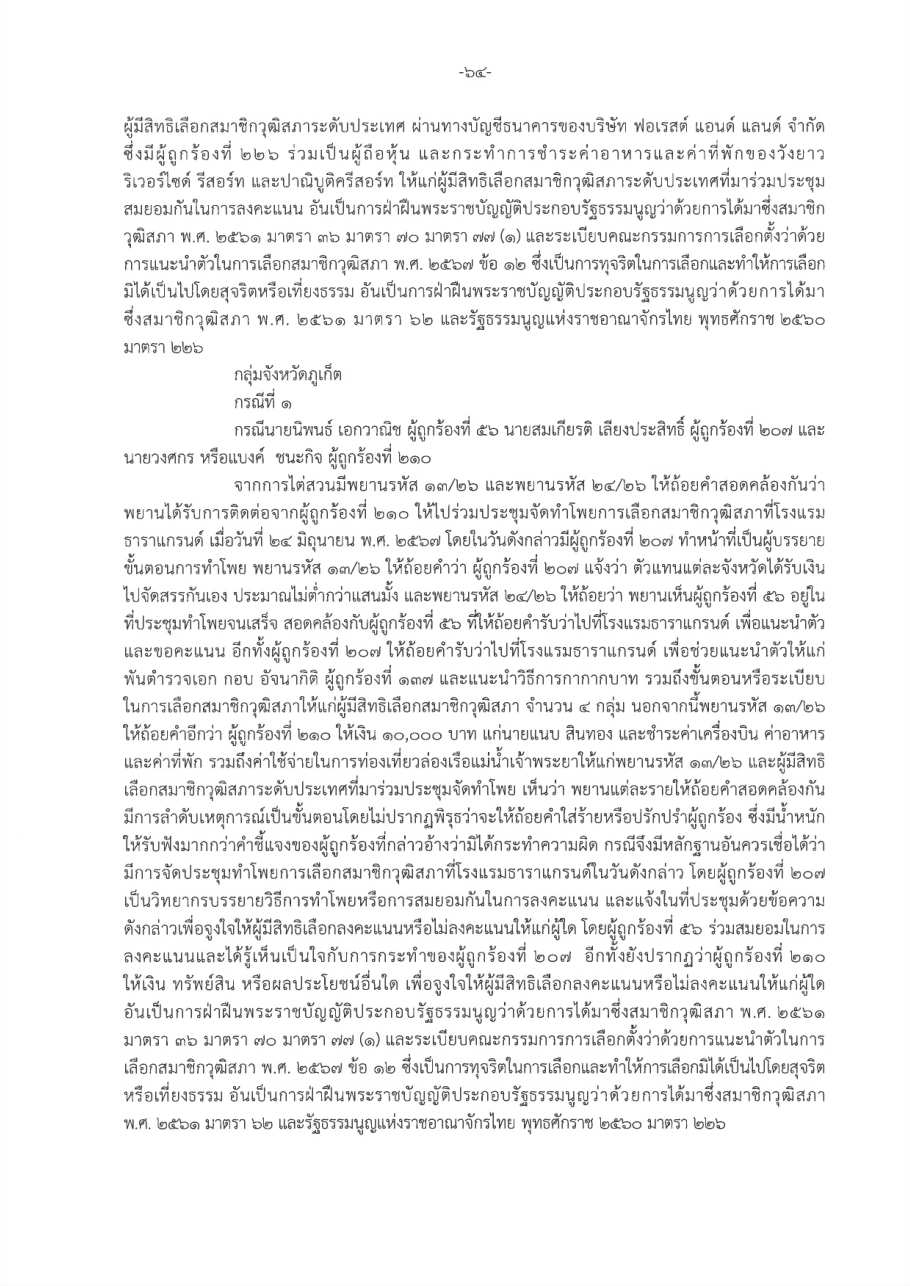 -๖๔-
ผู้มีสิทธิเลือกสมาชิกวุฒิสภาระดับประเทศ ผ่านทางบัญชีธนาคารของบริษัท ฟอเรสต์ แอนด์ แลนด์ จำกัด
ซึ่งมีผู้ถูกร้องที่ ๒๒๖ ร่วมเป็นผู้ถือหุ้น และกระทำการชำระค่าอาหารและค่าที่พักของวังยาว
ริเวอร์ไซด์ รีสอร์ท และปาณิบูติครีสอร์ท ให้แก่ผู้มีสิทธิเลือกสมาชิกวุฒิสภาระดับประเทศที่มาร่วมประชุม
สมยอมกันในการลงคะแนน อันเป็นการฝ่าฝืนพระราชบัญญัติประกอบรัฐธรรมนูญว่าด้วยการได้มาซึ่งสมาชิก
วุฒิสภา พ.ศ. ๒๕๖๑ มาตรา ๓๖ มาตรา ๗๐ มาตรา ๗๗ (๑) และระเบียบคณะกรรมการการเลือกตั้งว่าด้วย
การแนะนำตัวในการเลือกสมาชิกวุฒิสภา พ.ศ. ๒๕๖๗ ข้อ ๑๒ ซึ่งเป็นการทุจริตในการเลือกและทำให้การเลือก
มิได้เป็นไปโดยสุจริตหรือเที่ยงธรรม อันเป็นการฝ่าฝืนพระราชบัญญัติประกอบรัฐธรรมนูญว่าด้วยการได้มา
ซึ่งสมาชิกวุฒิสภา พ.ศ. ๒๕๖๑ มาตรา ๖๒ และรัฐธรรมนูญแห่งราชอาณาจักรไทย พุทธศักราช ๒๕๖๐
มาตรา ๒๒๖
กลุ่มจังหวัดภูเก็ต
กรณีที่ ๑
กรณีนายนิพนธ์ เอกวาณิช ผู้ถูกร้องที่ ๕๖ นายสมเกียรติ เลียงประสิทธิ์ ผู้ถูกร้องที่ ๒๐๗ และ
นายวงศกร หรือแบงค์ ชนะกิจ ผู้ถูกร้องที่ ๒๑๐
จากการไต่สวนมีพยานรหัส ๑๓/๒๖ และพยานรหัส ๒๔/๒๖ ให้ถ้อยคำสอดคล้องกันว่า
พยานได้รับการติดต่อจากผู้ถูกร้องที่ ๒๑๐ ให้ไปร่วมประชุมจัดทำโพยการเลือกสมาชิกวุฒิสภาที่โรงแรม
ธาราแกรนด์ เมื่อวันที่ ๒๔ มิถุนายน พ.ศ. ๒๕๖๗ โดยในวันดังกล่าวมีผู้ถูกร้องที่ ๒๐๗ ทำหน้าที่เป็นผู้บรรยาย
ขั้นตอนการทำโพย พยานรหัส ๑๓/๒๖ ให้ถ้อยคำว่า ผู้ถูกร้องที่ ๒๐๗ แจ้งว่า ตัวแทนแต่ละจังหวัดได้รับเงิน
ไปจัดสรรกันเอง ประมาณไม่ต่ำกว่าแสนมั้ง และพยานรหัส ๒๔/๒๖ ให้ถ้อยว่า พยานเห็นผู้ถูกร้องที่ ๕๖ อยู่ใน
ที่ประชุมทำโพยจนเสร็จ สอดคล้องกับผู้ถูกร้องที่ ๕๖ ที่ให้ถ้อยคำรับว่าไปที่โรงแรมธาราแกรนด์ เพื่อแนะนำตัว
และขอคะแนน อีกทั้งผู้ถูกร้องที่ ๒๐๗ ให้ถ้อยคำรับว่าไปที่โรงแรมธาราแกรนด์ เพื่อช่วยแนะนำตัวให้แก่
พันตำรวจเอก กอบ อัจนากิติ ผู้ถูกร้องที่ ๑๓๗ และแนะนำวิธีการกากากบาท รวมถึงขั้นตอนหรือระเบียบ
ในการเลือกสมาชิกวุฒิสภาให้แก่ผู้มีสิทธิเลือกสมาชิกวุฒิสภา จำนวน ๔ กลุ่ม นอกจากนี้พยานรหัส ๑๓/๒๖
ให้ถ้อยคำอีกว่า ผู้ถูกร้องที่ ๒๑๐ ให้เงิน ๑๐,๐๐๐ บาท แก่นายแนบ สินทอง และชำระค่าเครื่องบิน ค่าอาหาร
และค่าที่พัก รวมถึงค่าใช้จ่ายในการท่องเที่ยวล่องเรือแม่น้ำเจ้าพระยาให้แก่พยานรหัส ๑๓/๒๖ และผู้มีสิทธิ
เลือกสมาชิกวุฒิสภาระดับประเทศที่มาร่วมประชุมจัดทำโพย เห็นว่า พยานแต่ละรายให้ถ้อยคำสอดคล้องกัน
มีการลำดับเหตุการณ์เป็นขั้นตอนโดยไม่ปรากฏพิรุธว่าจะให้ถ้อยคำใส่ร้ายหรือปรักปรำผู้ถูกร้อง ซึ่งมีน้ำหนัก
ให้รับฟังมากกว่าคำชี้แจงของผู้ถูกร้องที่กล่าวอ้างว่ามิได้กระทำความผิด กรณีจึงมีหลักฐานอันควรเชื่อได้ว่า
มีการจัดประชุมทำโพยการเลือกสมาชิกวุฒิสภาที่โรงแรมธาราแกรนด์ในวันดังกล่าว โดยผู้ถูกร้องที่ ๒๐๗
เป็นวิทยากรบรรยายวิธีการทำโพยหรือการสมยอมกันในการลงคะแนน และแจ้งในที่ประชุมด้วยข้อความ
ดังกล่าวเพื่อจูงใจให้ผู้มีสิทธิเลือกลงคะแนนหรือไม่ลงคะแนนให้แก่ผู้ใด โดยผู้ถูกร้องที่ ๕๖ ร่วมสมยอมในการ
ลงคะแนนและได้รู้เห็นเป็นใจกับการกระทำของผู้ถูกร้องที่ ๒๐๗ อีกทั้งยังปรากฏว่าผู้ถูกร้องที่ ๒๑๐
ให้เงิน ทรัพย์สิน หรือผลประโยชน์อื่นใด เพื่อจูงใจให้ผู้มีสิทธิเลือกลงคะแนนหรือไม่ลงคะแนนให้แก่ผู้ใด
อันเป็นการฝ่าฝืนพระราชบัญญัติประกอบรัฐธรรมนูญว่าด้วยการได้มาซึ่งสมาชิกวุฒิสภา พ.ศ. ๒๕๖๑
มาตรา ๓๖ มาตรา ๗๐ มาตรา ๗๗ (๑) และระเบียบคณะกรรมการการเลือกตั้งว่าด้วยการแนะนำตัวในการ
เลือกสมาชิกวุฒิสภา พ.ศ. ๒๕๖๗ ข้อ ๑๒ ซึ่งเป็นการทุจริตในการเลือกและทำให้การเลือกมิได้เป็นไปโดยสุจริต
หรือเที่ยงธรรม อันเป็นการฝ่าฝืนพระราชบัญญัติประกอบรัฐธรรมนูญว่าด้วยการได้มาซึ่งสมาชิกวุฒิสภา
พ.ศ. ๒๕๖๑ มาตรา ๖๒ และรัฐธรรมนูญแห่งราชอาณาจักรไทย พุทธศักราช ๒๕๖๐ มาตรา ๒๒๖